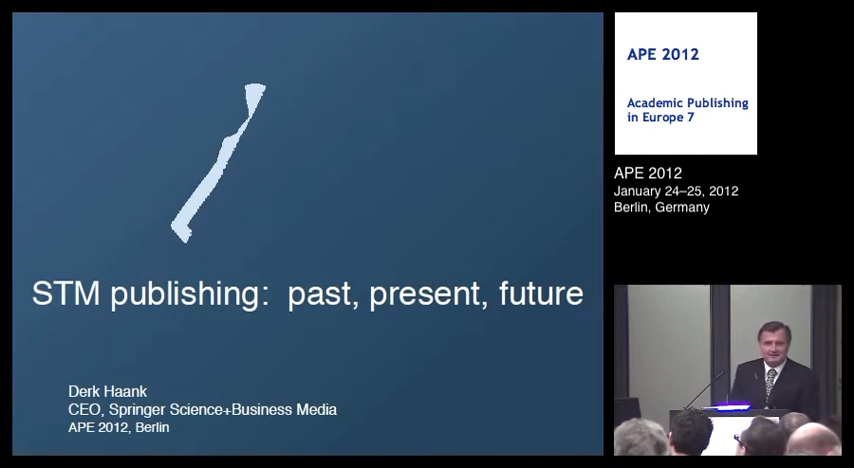 STM publishing: past, present, future
Derk Haank
CEO, Springer Science+Business Media
APE 2012, Berlin
APE 2012
Academic Publishing
in Europe 7
APE 2012
January 24–25, 2012
Berlin, Germany